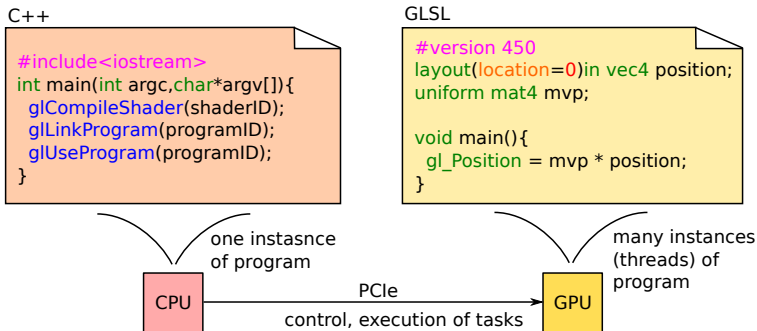 C++
#include<iostream>
int main(int argc,char*argv[]){
glCompileShader(shaderID);
glLinkProgram(programID);
glUseProgram(programID);
}
GLSL
#version 450
layout(location=0)in vec4 position;
uniform mat4 mvp;
void main(){
gl_Position = mvp * position;
}
one instasnce
of program
many instances
(threads) of
program
CPU
PCIe
control, execution of tasks
GPU